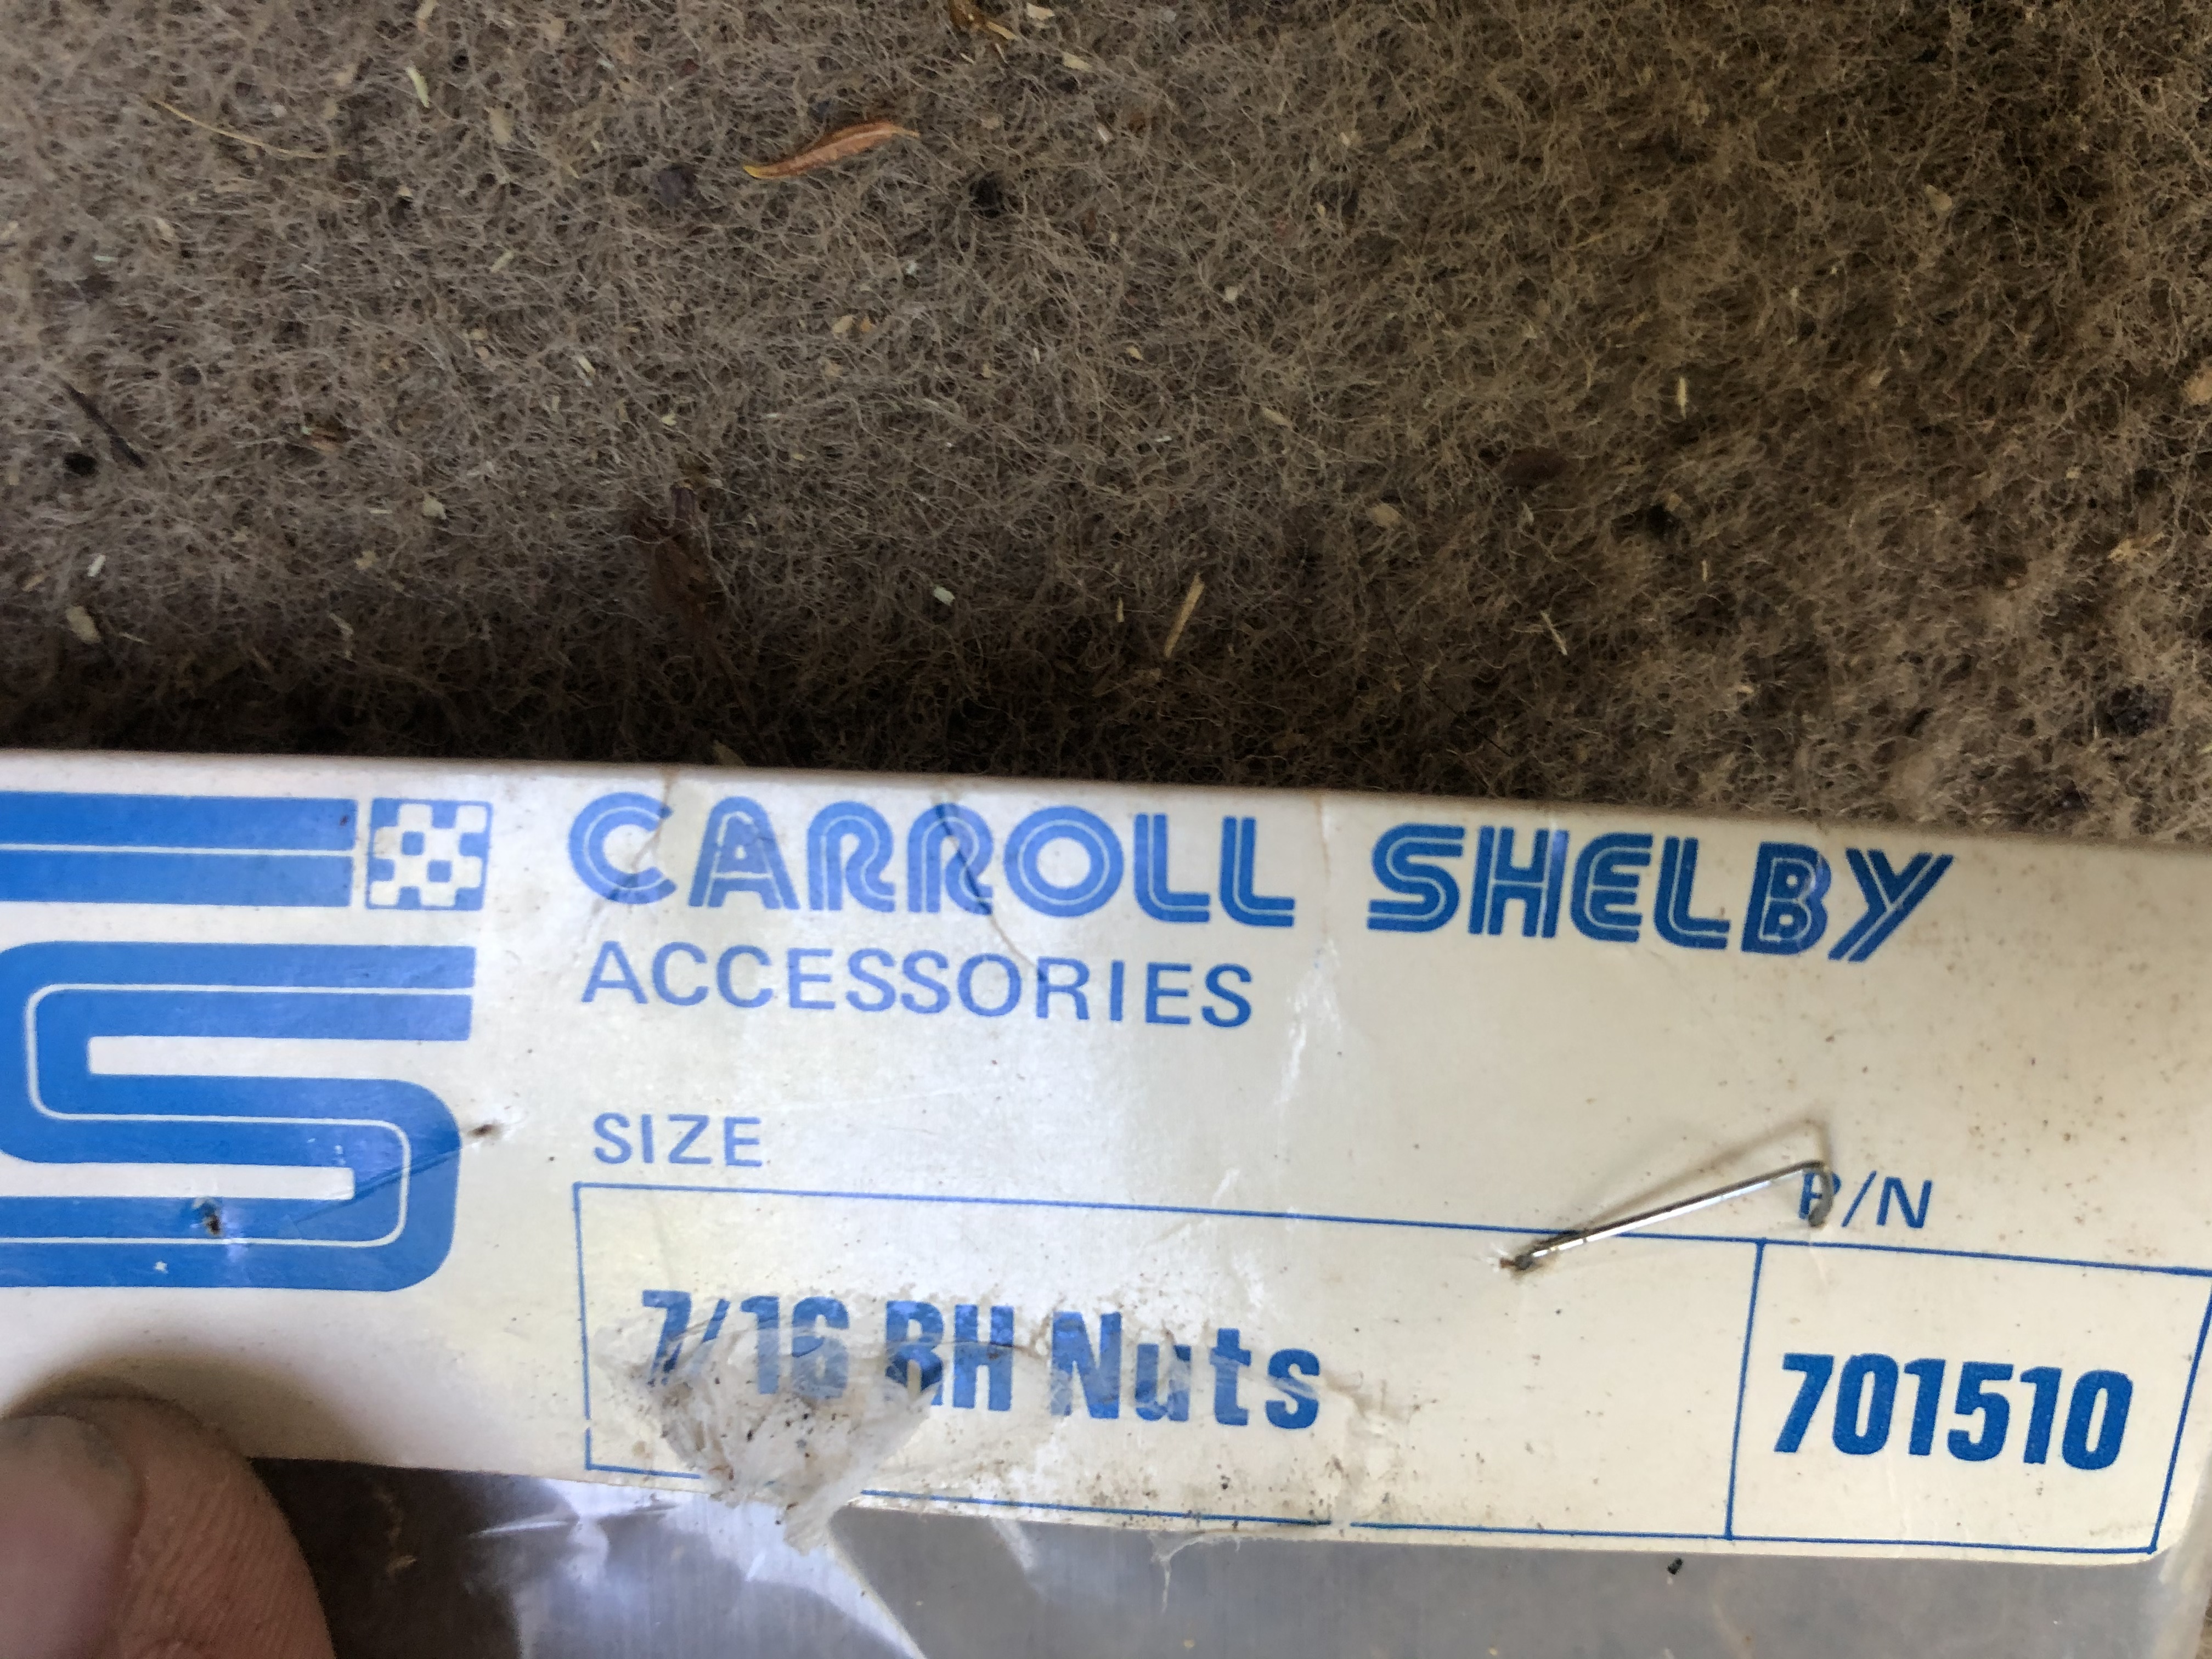 CARROLL SHELBY
ACCESSORIES
SIZE
P/N
7/16 RH Nuts
701510